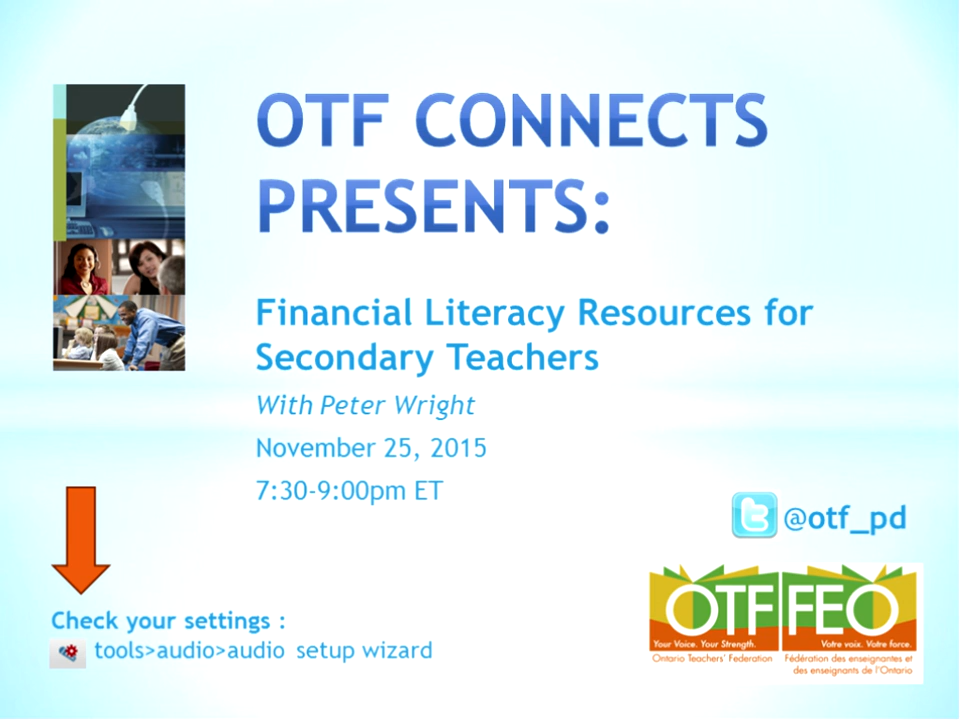 OTF CONNECTS
PRESENTS:
Financial Literacy Resources for
Secondary Teachers
With Peter Wright
November 25, 2015
7:30-9:00pm ET
@otf_pd
Check your settings :
tools>audio>audio setup wizard
OTF FEO
Your Voice. Your Strength. Votre voix. Votre force.
Ontario Teachers' Federation
Fédération des enseignantes et
des enseignants de l'Ontario